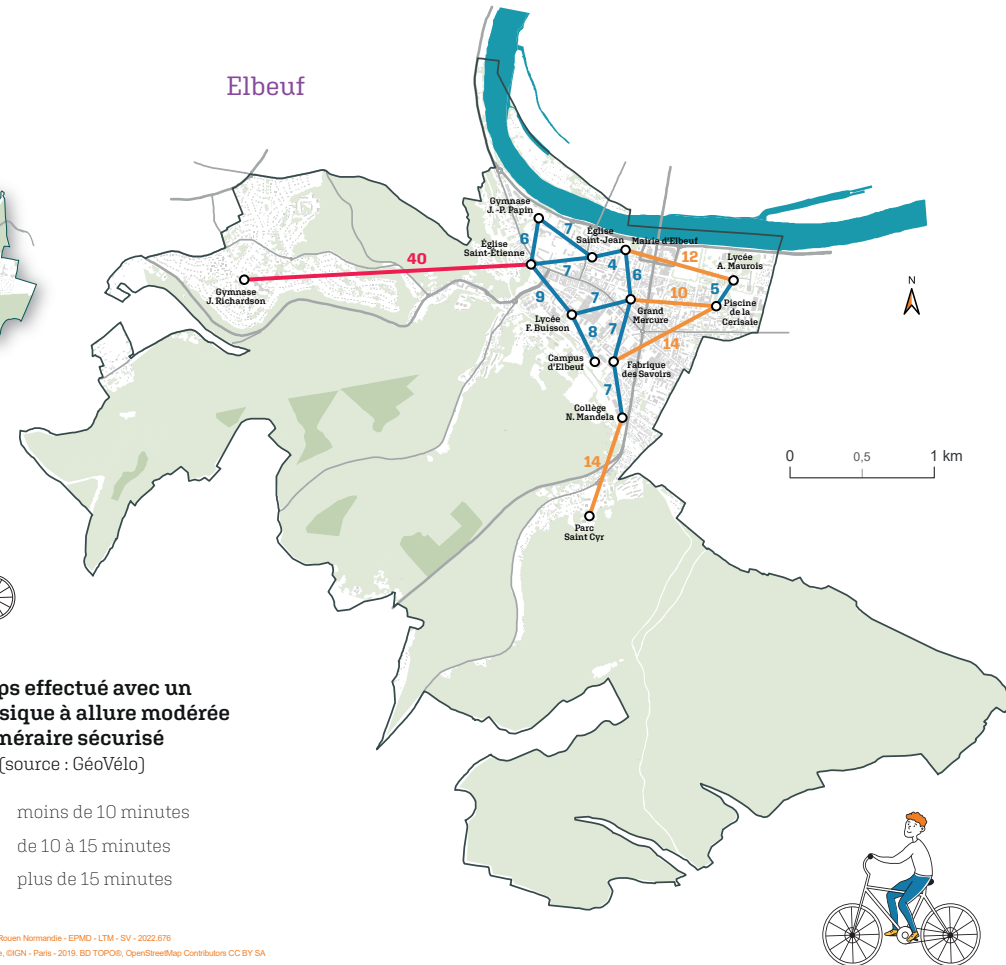 Elbeuf
Gymnase
J. -P. Papin
7
Église
Saint-Jean
Mairie d'Elbeuf
6
Église
Saint-Étienne
12
Lycée
A. Maurois
40
7
4
6
5
N
Gymnase
J. Richardson
9
7
10
Piscine
de la
Cerisaie
Grand
Mercure
Lycée
F. Buisson
8
7
14
Campus
d'Elbeuf
Fabrique
des Savoirs
7
Collège
N. Mandela
14
0
0,5
1 km
Parc
Saint Cyr
effectué avec un
à allure modérée
sécurisé
(source : GéoVélo)
moins de 10 minutes
de 10 à 15 minutes
plus de 15 minutes
Rouen Normandie - EPMD - LTM - SV - 2022.676
©IGN - Paris - 2019. BD TOPO®, OpenStreetMap Contributors CC BY SA